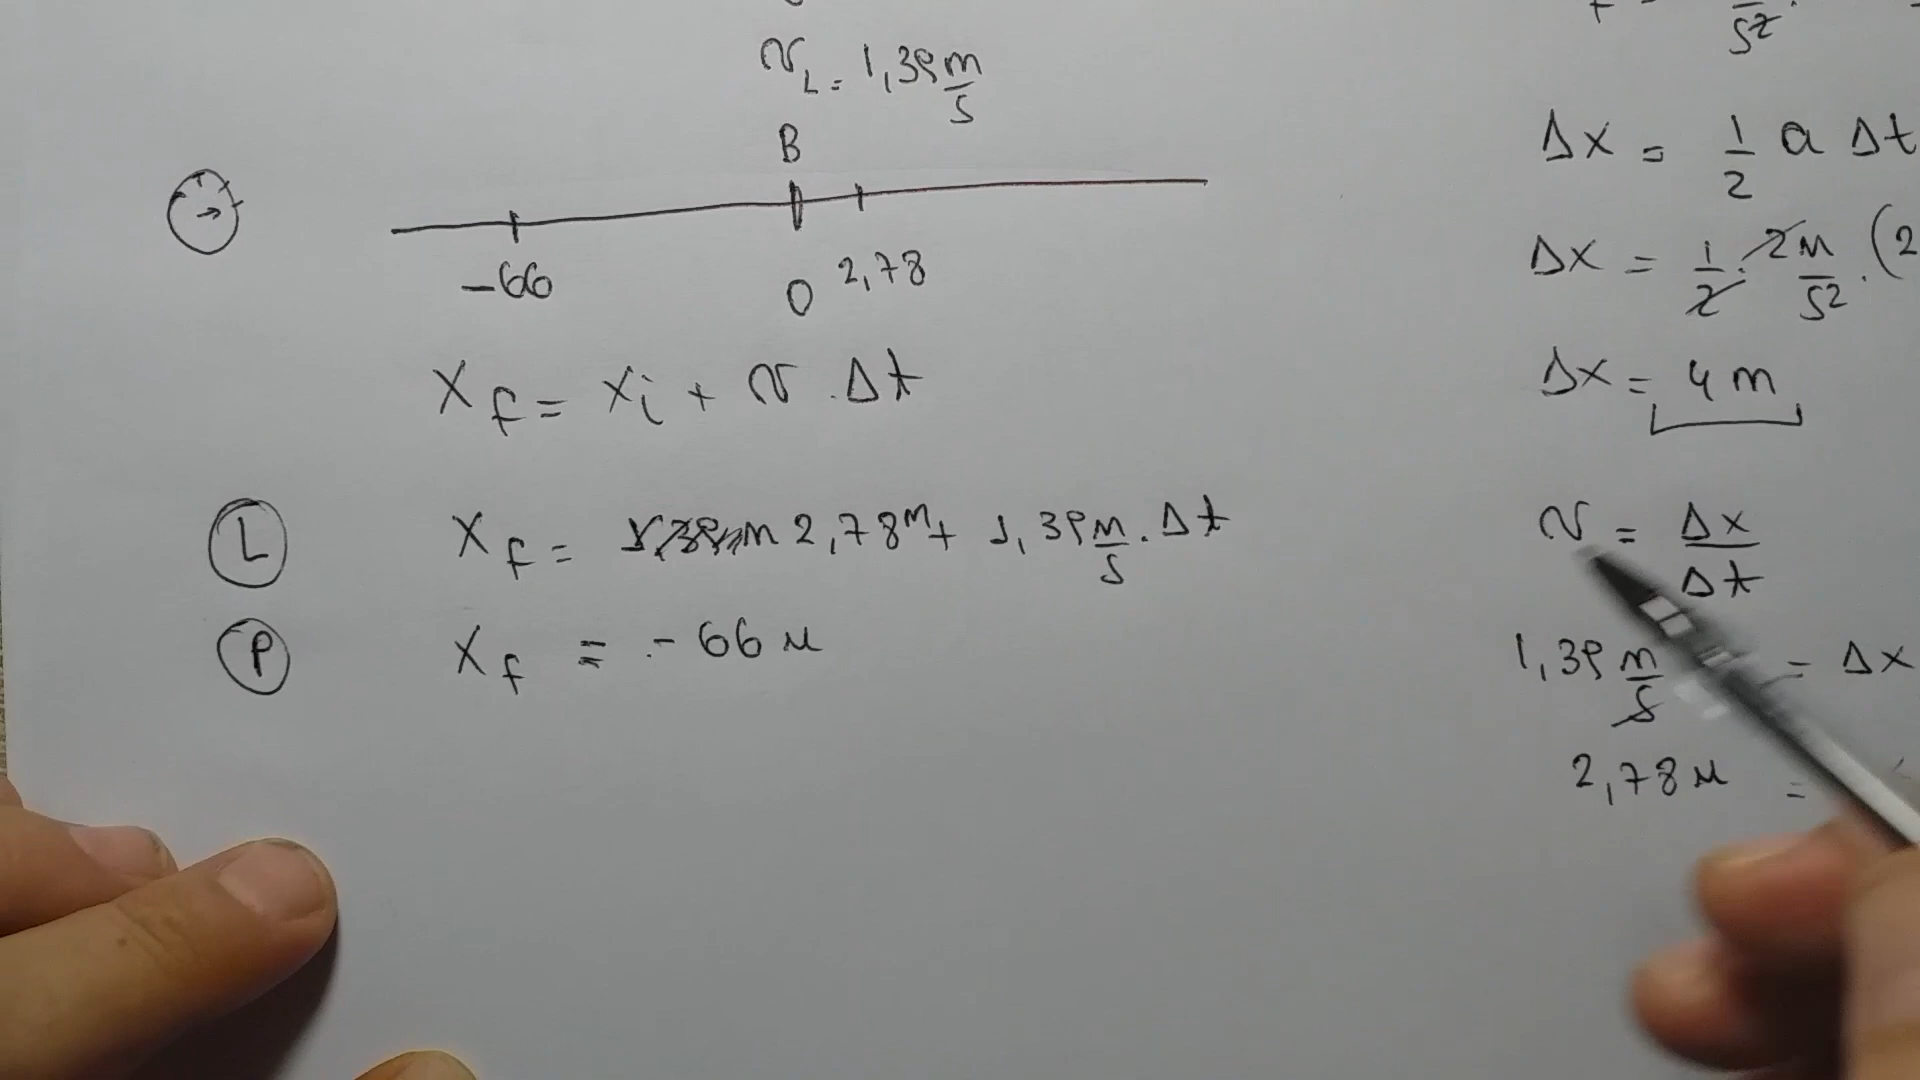 v_L = 1,39 m/s
B
-66
0 2,78
x_f = x_i + v . Δt
L x_f = 2,78 m + 1,39 m/s . Δt
P x_f = -66 m
s²
Δx = 1/2 a Δt
Δx = 1/2 . 2 m/s² . (2
Δx = 4 m
v = Δx/Δt
1,39 m/s = Δx
2,78 m =